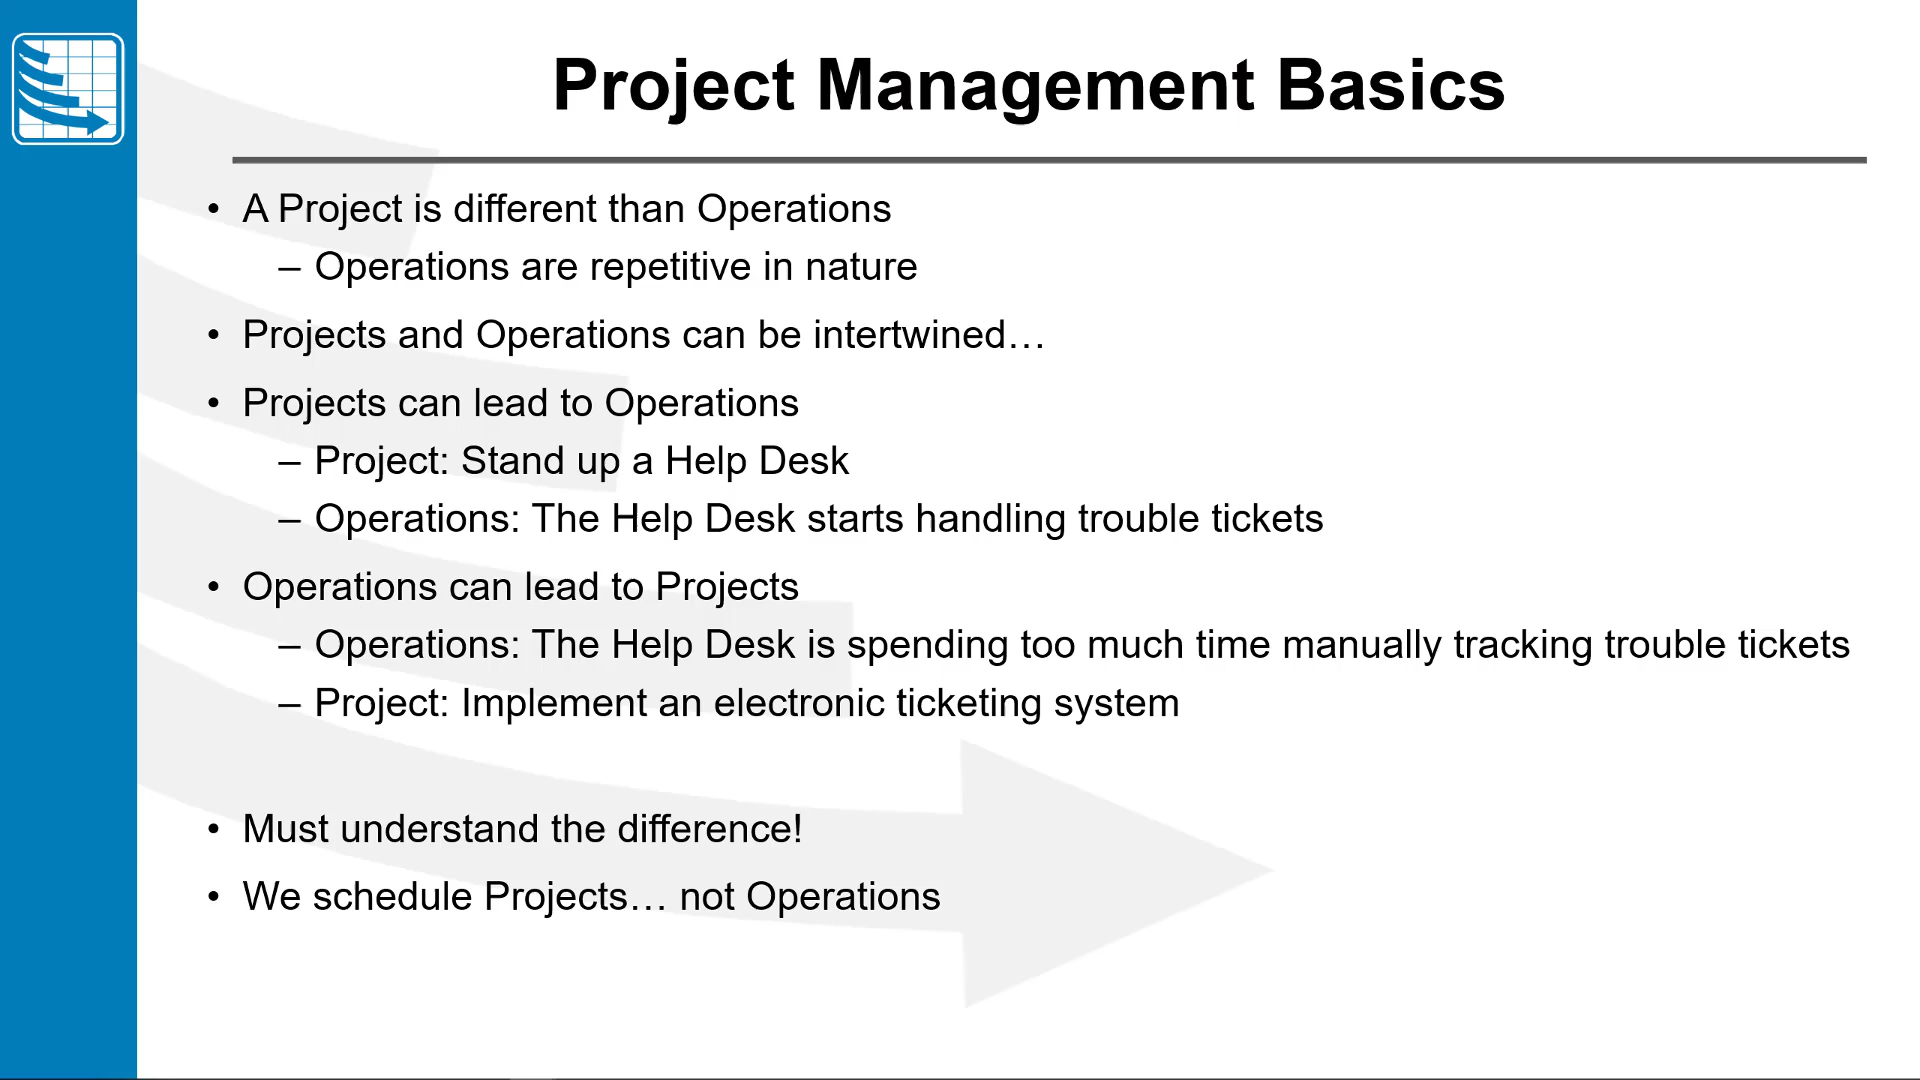 Project Management Basics
• A Project is different than Operations
– Operations are repetitive in nature
• Projects and Operations can be intertwined…
• Projects can lead to Operations
– Project: Stand up a Help Desk
– Operations: The Help Desk starts handling trouble tickets
• Operations can lead to Projects
– Operations: The Help Desk is spending too much time manually tracking trouble tickets
– Project: Implement an electronic ticketing system
• Must understand the difference!
• We schedule Projects… not Operations